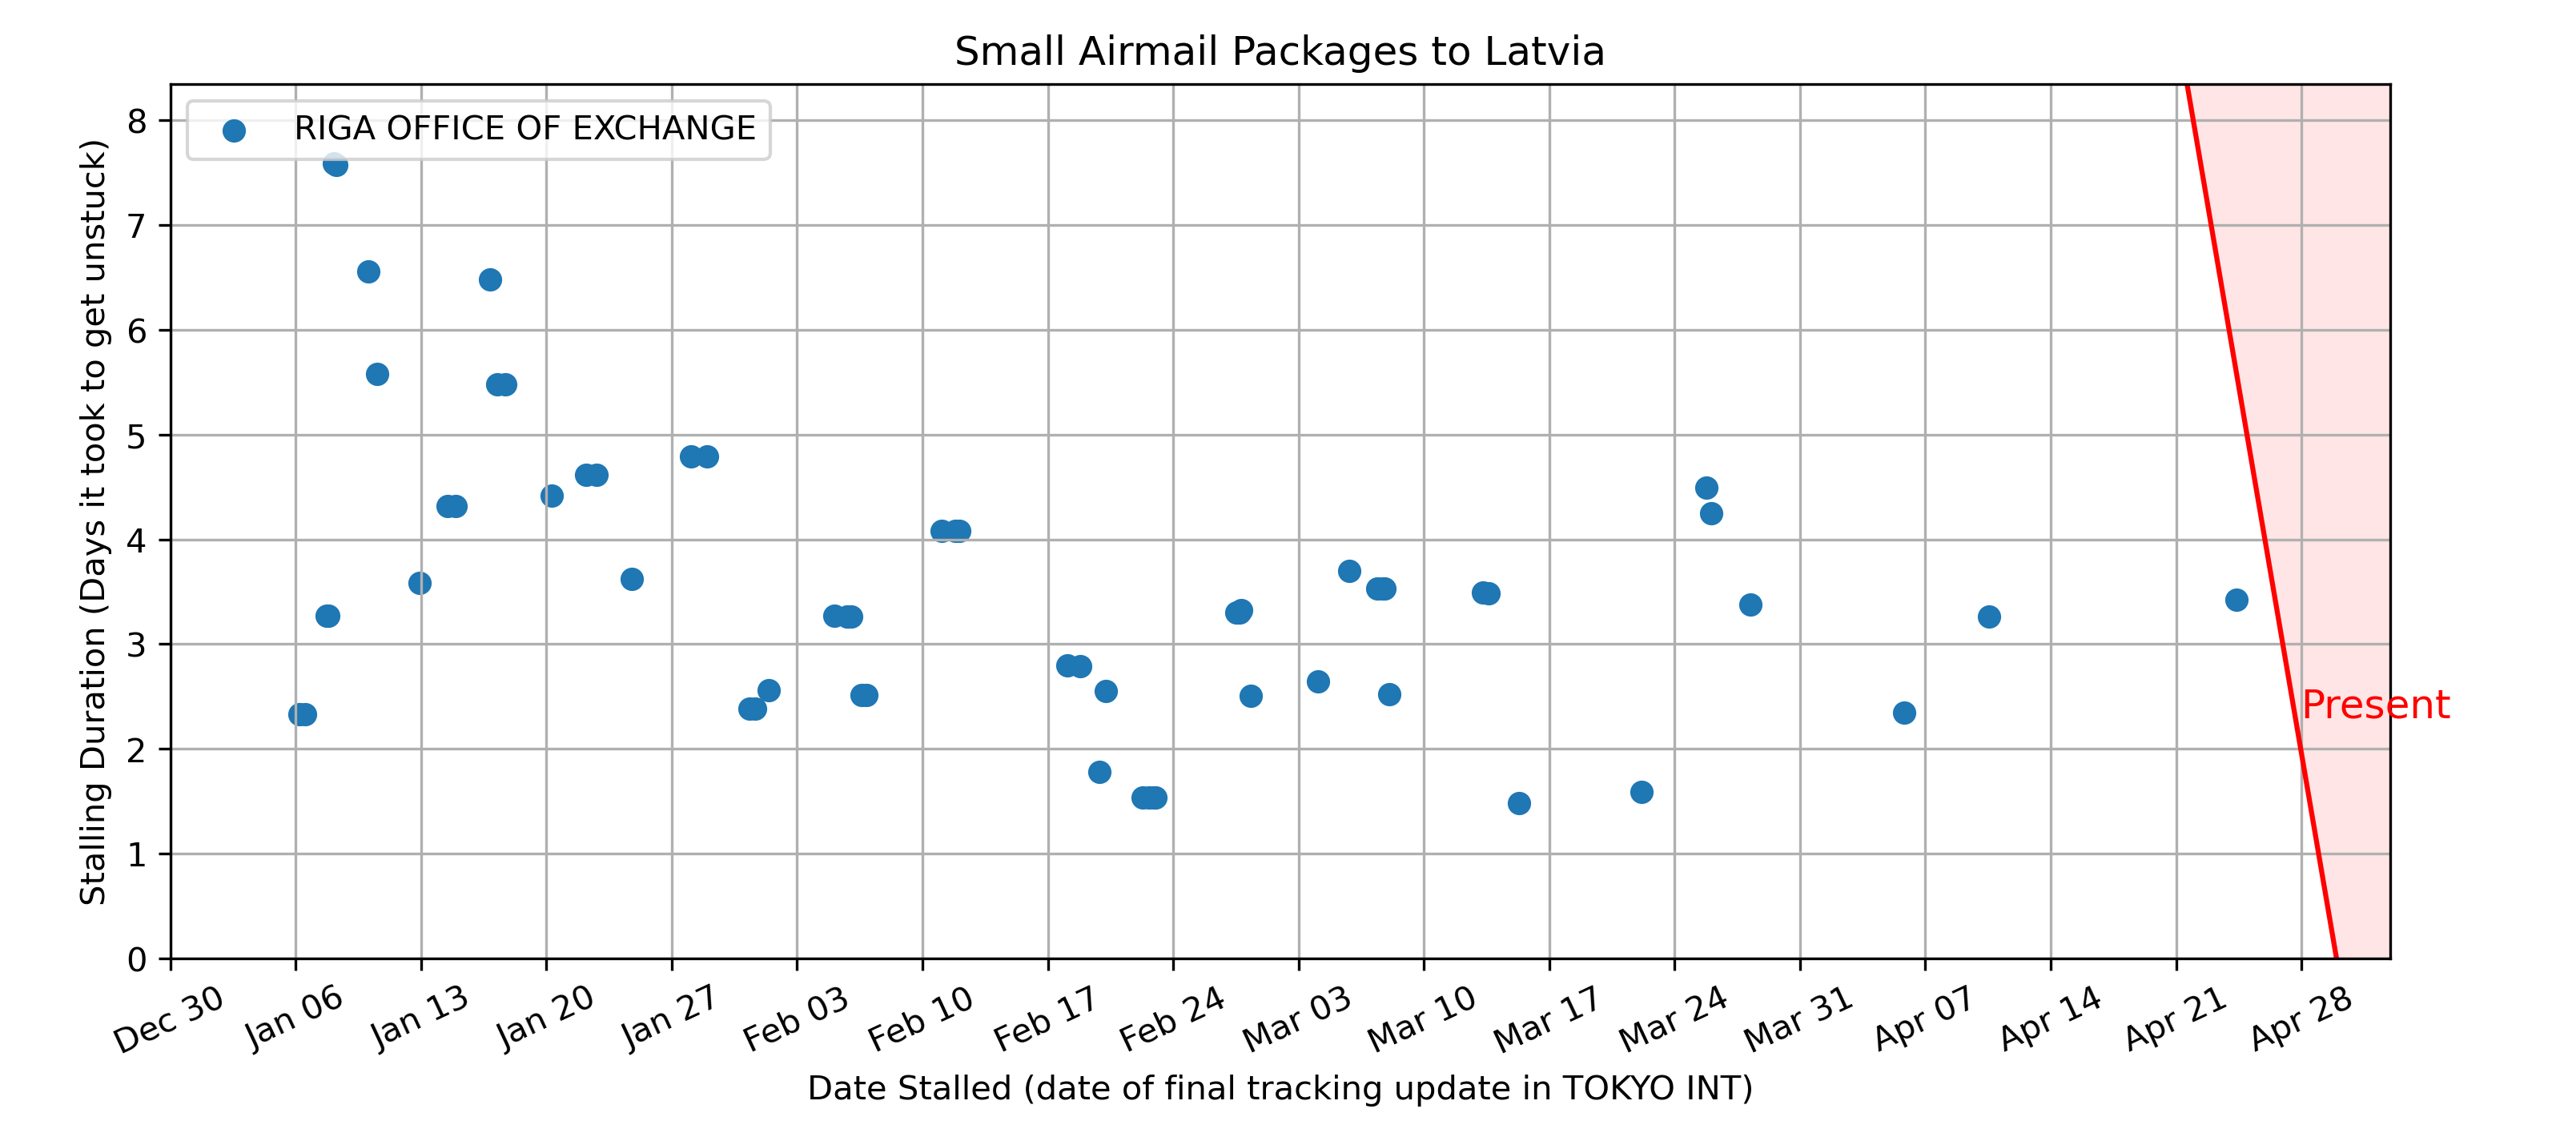 Small Airmail Packages to Latvia
RIGA OFFICE OF EXCHANGE
Stalling Duration (Days it took to get unstuck)
8
7
6
5
4
3
2
1
0
Present
Dec 30
Jan 06
Jan 13
Jan 20
Jan 27
Feb 03
Feb 10
Feb 17
Feb 24
Mar 03
Mar 10
Mar 17
Mar 24
Mar 31
Apr 07
Apr 14
Apr 21
Apr 28
Date Stalled (date of final tracking update in TOKYO INT)